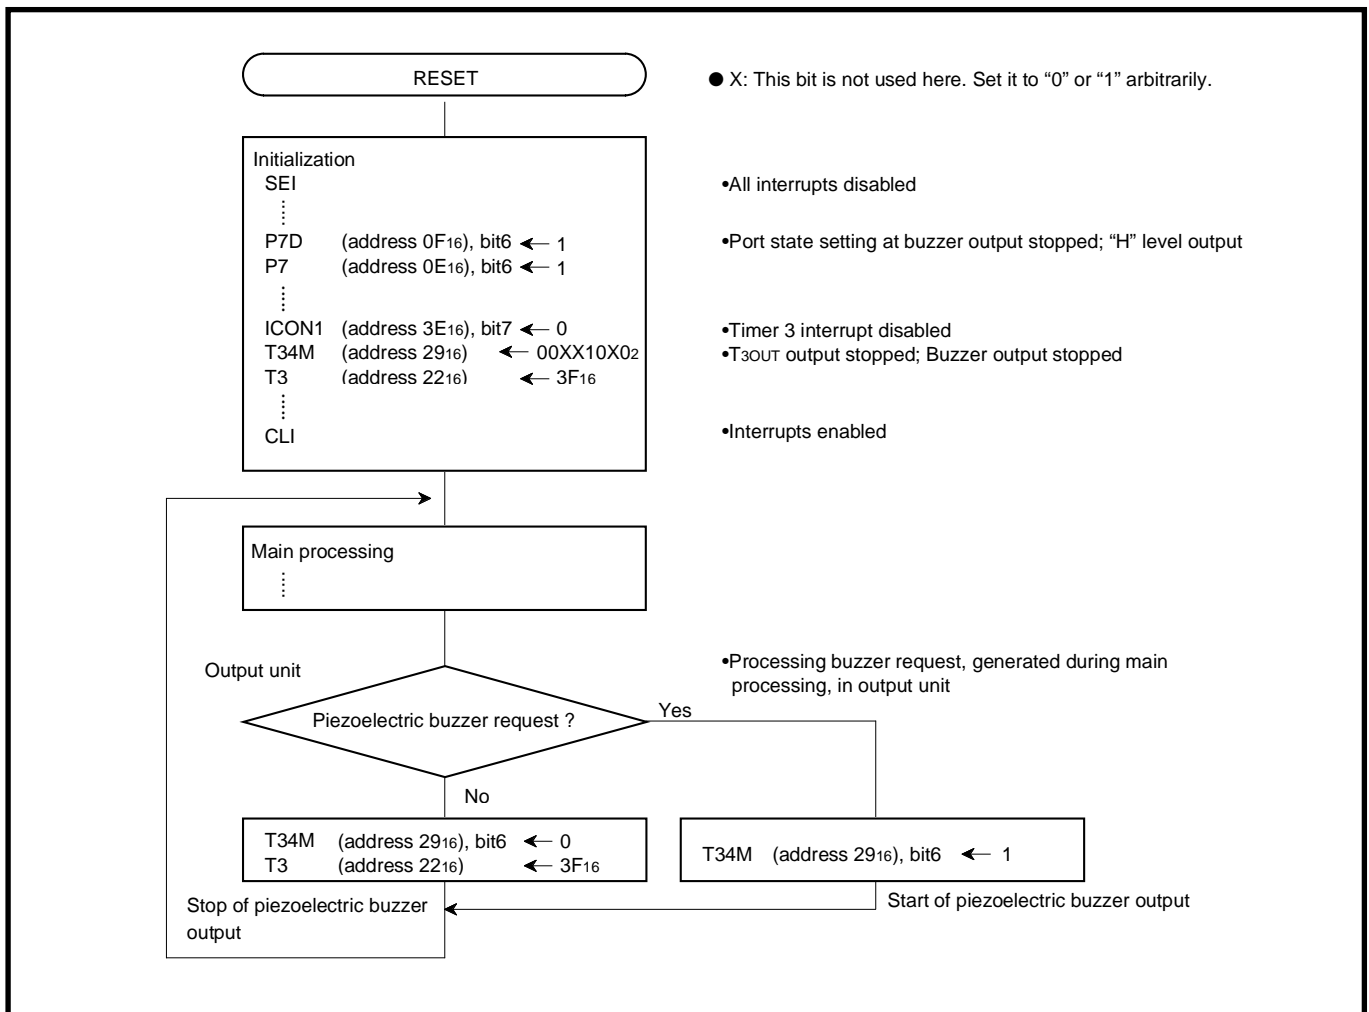 RESET
● X: This bit is not used here. Set it to “0” or “1” arbitrarily.
Initialization
SEI
•All interrupts disabled
P7D (address 0F16), bit6 ← 1
•Port state setting at buzzer output stopped; “H” level output
P7 (address 0E16), bit6 ← 1
ICON1 (address 3E16), bit7 ← 0
•Timer 3 interrupt disabled
T34M (address 2916) ← 00XX10X02
•T3OUT output stopped; Buzzer output stopped
T3 (address 2216) ← 3F16
CLI
•Interrupts enabled
Main processing
Output unit
•Processing buzzer request, generated during main
processing, in output unit
Piezoelectric buzzer request ?
Yes
No
T34M (address 2916), bit6 ← 0
T3 (address 2216) ← 3F16
T34M (address 2916), bit6 ← 1
Stop of piezoelectric buzzer
output
Start of piezoelectric buzzer output